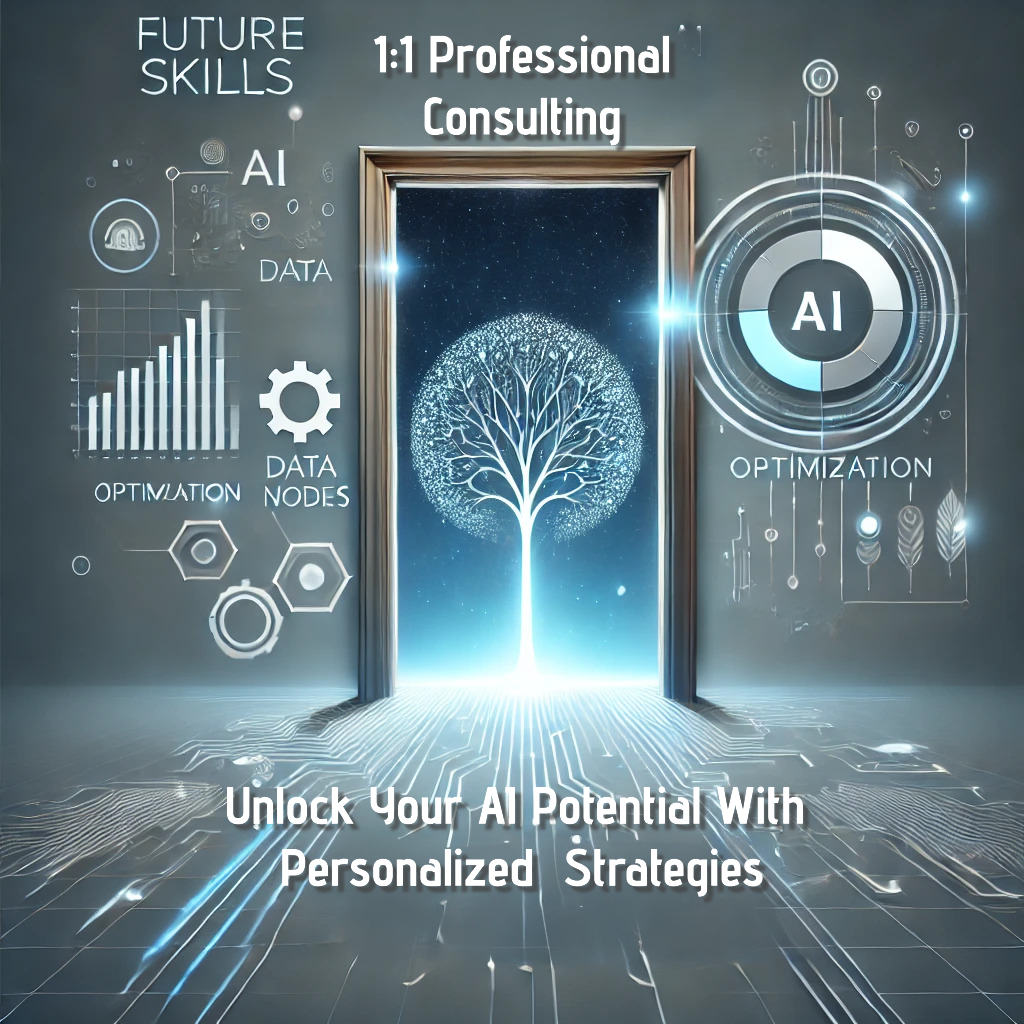 FUTURE
SKILLS
1:1 Professional
Consulting
AI
DATA
AI
DATA
NODES
OPTIMIZATION
Unlock Your AI Potential With
Personalized Strategies